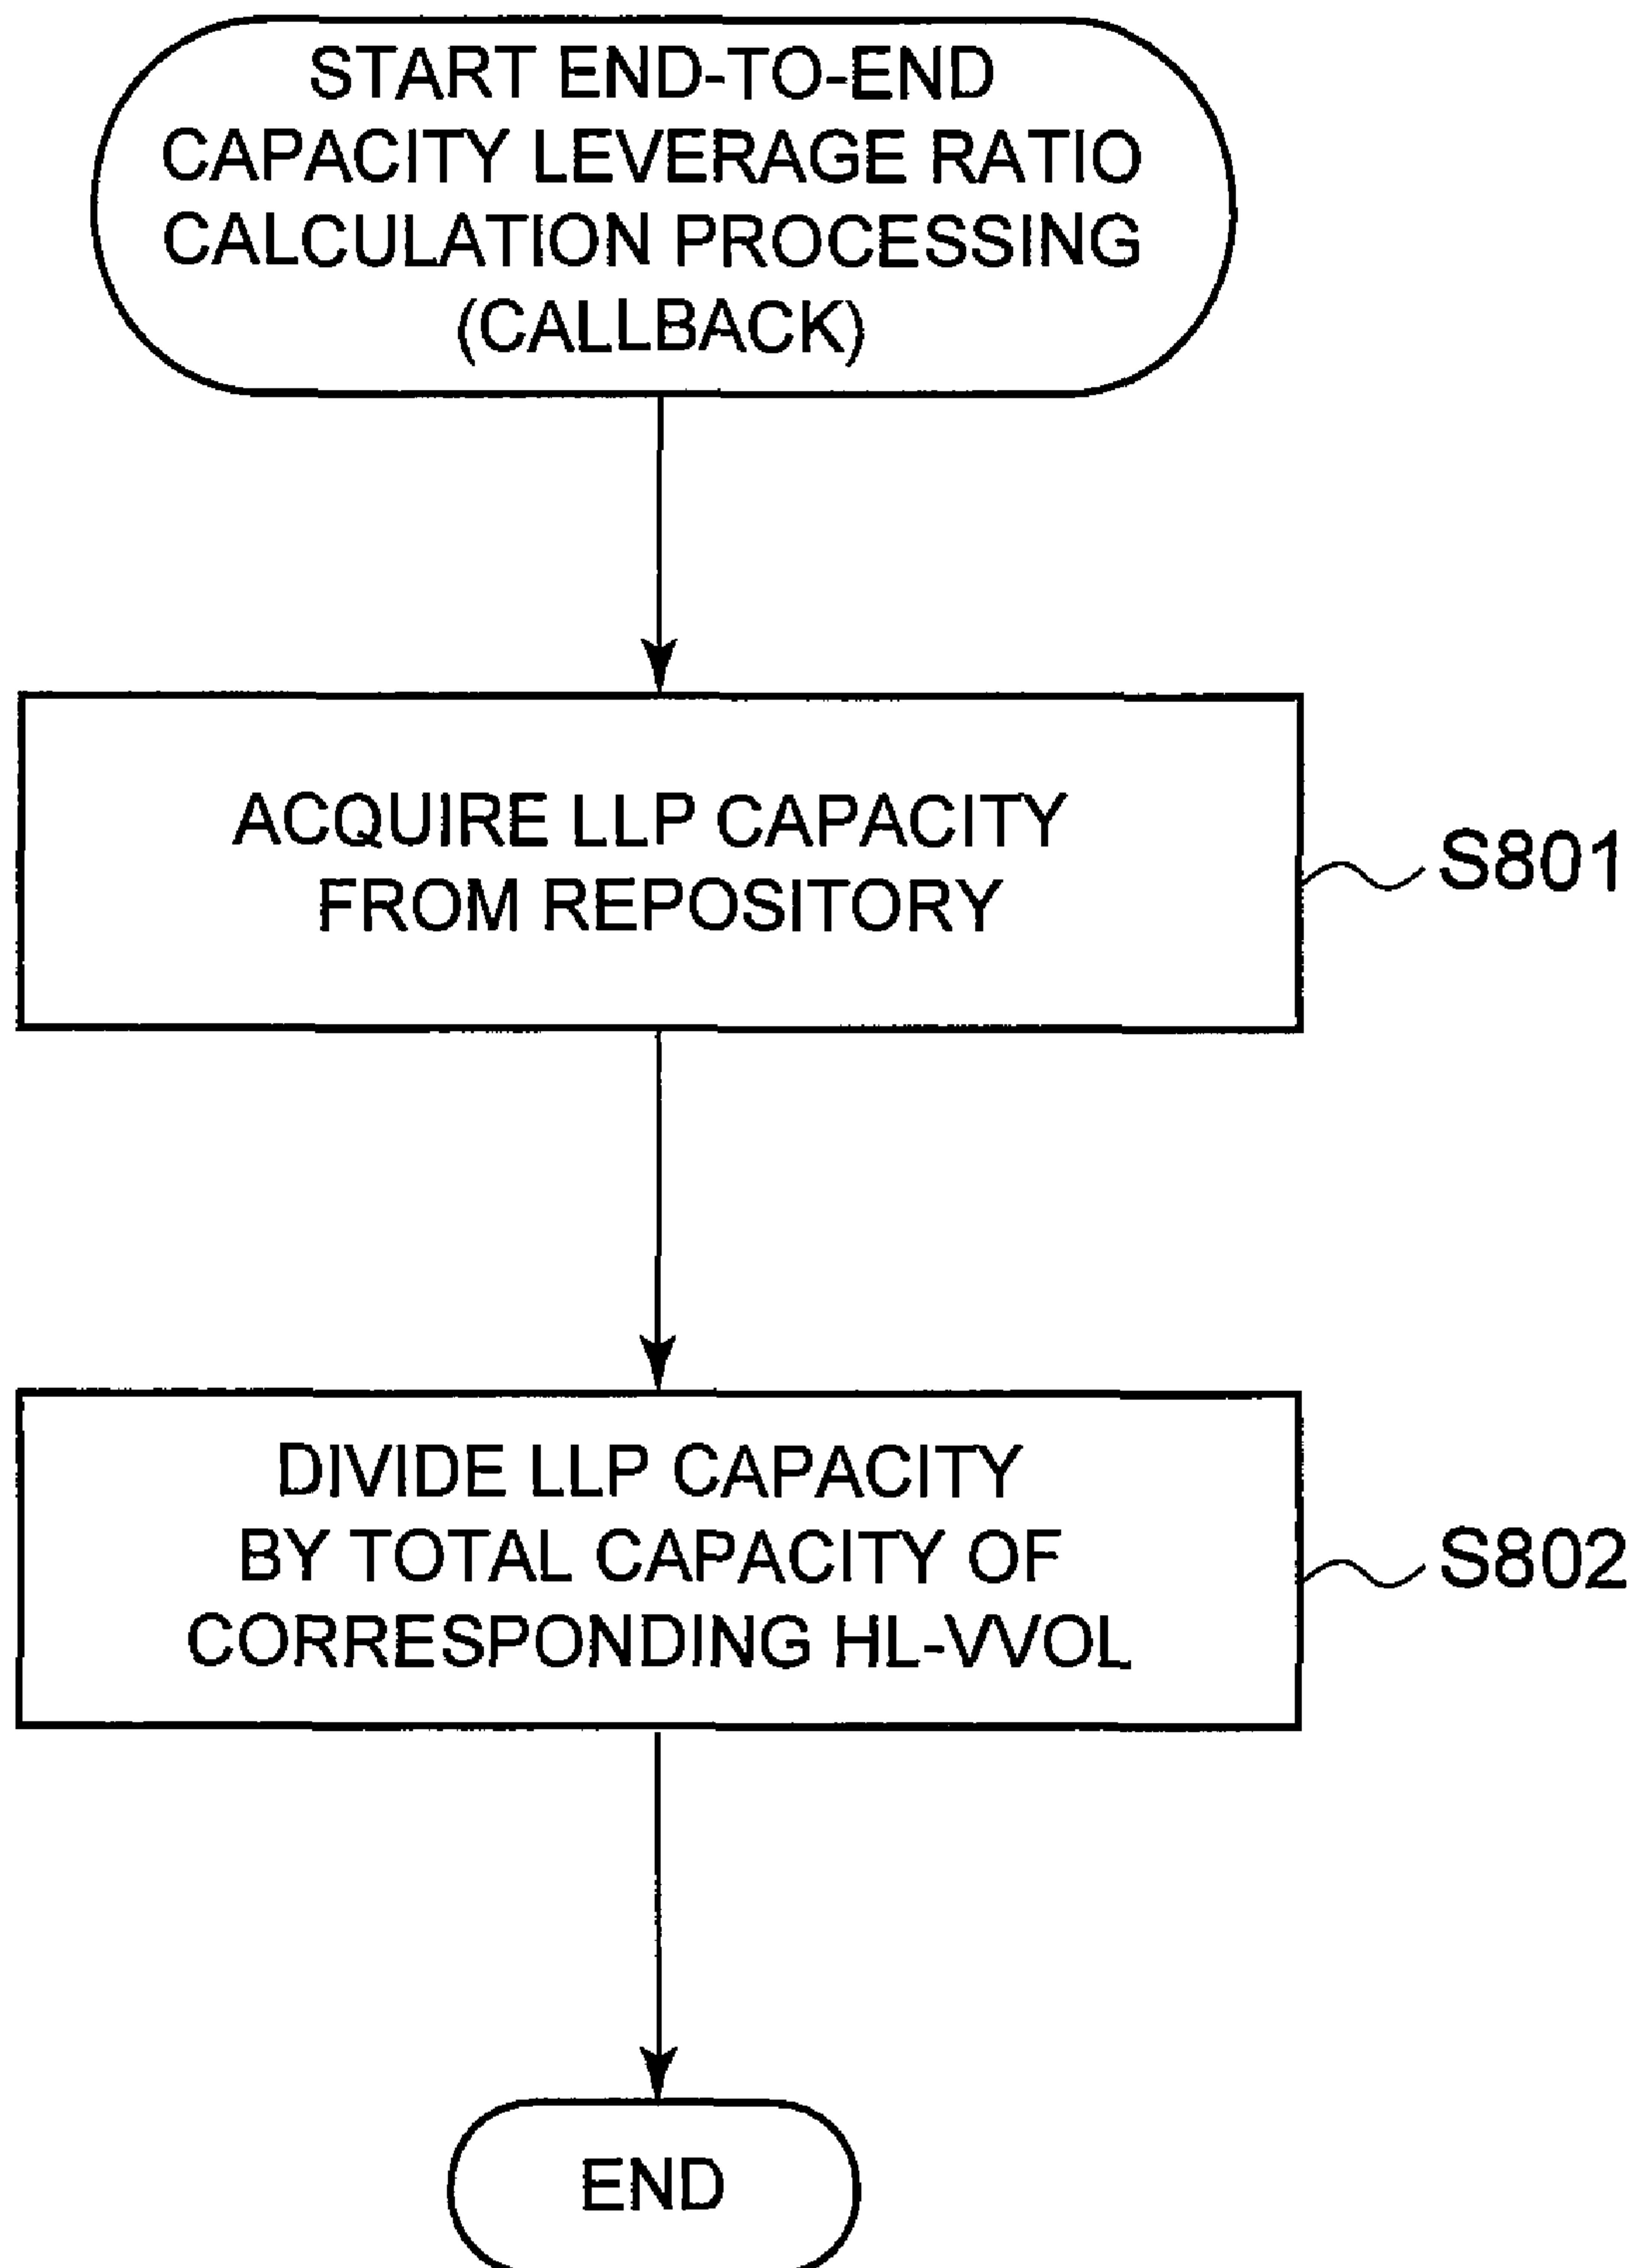 START END-TO-END
CAPACITY LEVERAGE RATIO
CALCULATION PROCESSING
(CALLBACK)
ACQUIRE LLP CAPACITY
FROM REPOSITORY
S801
DIVIDE LLP CAPACITY
BY TOTAL CAPACITY OF
CORRESPONDING HL-VVOL
S802
END